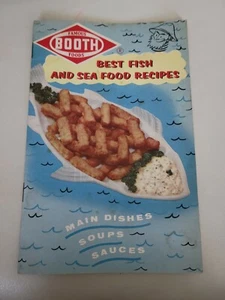 FAMOUS
BOOTH
FOODS
BEST FISH
AND SEA FOOD RECIPES
MAIN DISHES
SOUPS
SAUCES